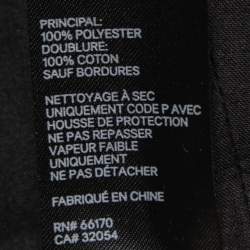 PRINCIPAL:
100% POLYESTER
DOUBLURE:
100% COTON
SAUF BORDURES
NETTOYAGE À SEC
UNIQUEMENT CODE P AVEC
HOUSSE DE PROTECTION
NE PAS REPASSER
VAPEUR FAIBLE
UNIQUEMENT
NE PAS DÉTACHER
FABRIQUÉ EN CHINE
RN# 66170
CA# 32054